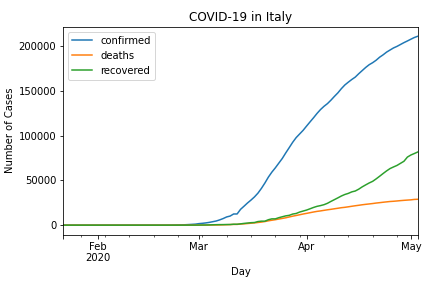 COVID-19 in Italy
confirmed
deaths
recovered
Number of Cases
200000
150000
100000
50000
0
Feb
2020
Mar
Apr
May
Day